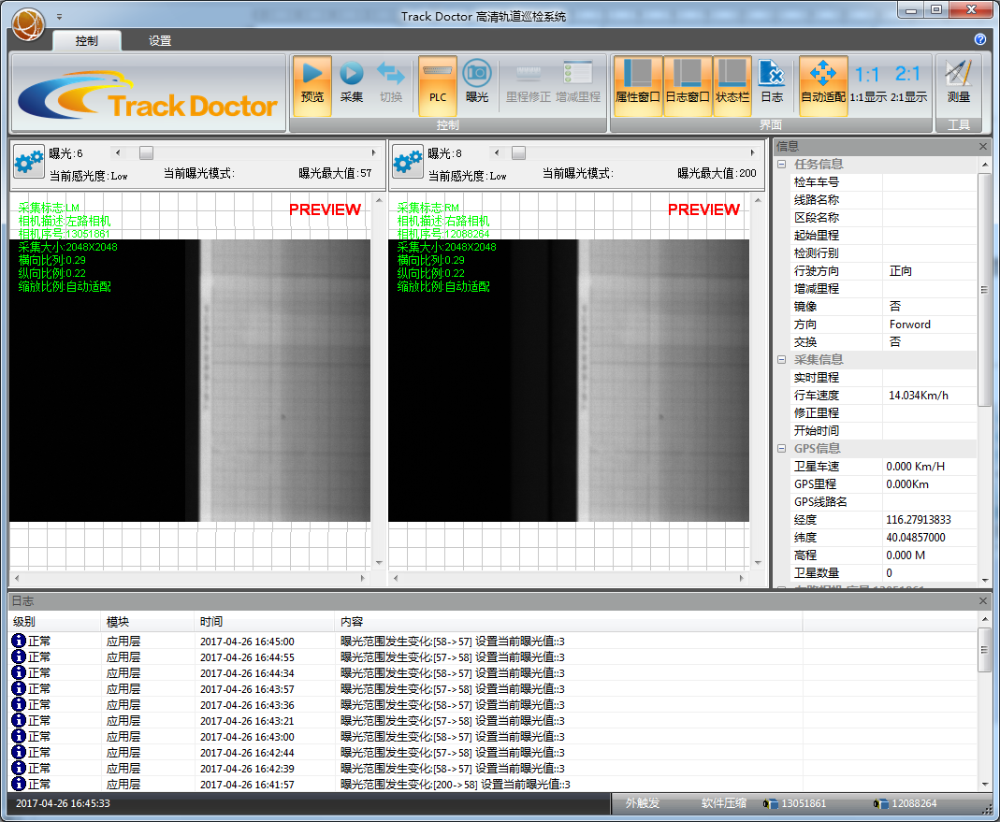 Track Doctor 高清轨道巡检系统
控制 设置
Track Doctor
预览 采集 切换 PLC 曝光 里程修正 增减里程
控制
属性窗口 日志窗口 状态栏 日志 自动适配 1:1 1:1显示 2:1 2:1显示
界面
测量
工具
曝光:6
当前感光度:Low 当前曝光模式: 曝光最大值:57
曝光:8
当前感光度:Low 当前曝光模式: 曝光最大值:200
采集标志:LM
PREVIEW
相机描述:左路相机
相机序号:13051861
采集大小:2048X2048
横向比列:0.29
纵向比例:0.22
缩放比例:自动适配
采集标志:RM
PREVIEW
相机描述:右路相机
相机序号:12088264
采集大小:2048X2048
横向比列:0.29
纵向比例:0.22
缩放比例:自动适配
信息
任务信息
检车车号
线路名称
区段名称
起始里程
检测行别
行驶方向 正向
增减里程
镜像 否
方向 Forword
交换 否
采集信息
实时里程
行车速度 14.034Km/h
修正里程
开始时间
GPS信息
卫星车速 0.000 Km/H
GPS里程 0.000Km
GPS线路名
经度 116.27913833
纬度 40.04857000
高程 0.000 M
卫星数量 0
日志
级别 模块 时间 内容
正常 应用层 2017-04-26 16:45:00 曝光范围发生变化:[58->57] 设置当前曝光值::3
正常 应用层 2017-04-26 16:44:55 曝光范围发生变化:[57->58] 设置当前曝光值::3
正常 应用层 2017-04-26 16:44:34 曝光范围发生变化:[58->57] 设置当前曝光值::3
正常 应用层 2017-04-26 16:43:57 曝光范围发生变化:[57->58] 设置当前曝光值::3
正常 应用层 2017-04-26 16:43:36 曝光范围发生变化:[58->57] 设置当前曝光值::3
正常 应用层 2017-04-26 16:43:21 曝光范围发生变化:[57->58] 设置当前曝光值::3
正常 应用层 2017-04-26 16:43:00 曝光范围发生变化:[58->57] 设置当前曝光值::3
正常 应用层 2017-04-26 16:42:44 曝光范围发生变化:[57->58] 设置当前曝光值::3
正常 应用层 2017-04-26 16:42:39 曝光范围发生变化:[58->57] 设置当前曝光值::3
正常 应用层 2017-04-26 16:41:57 曝光范围发生变化:[200->58] 设置当前曝光值::3
2017-04-26 16:45:33 外触发 软件压缩 13051861 12088264